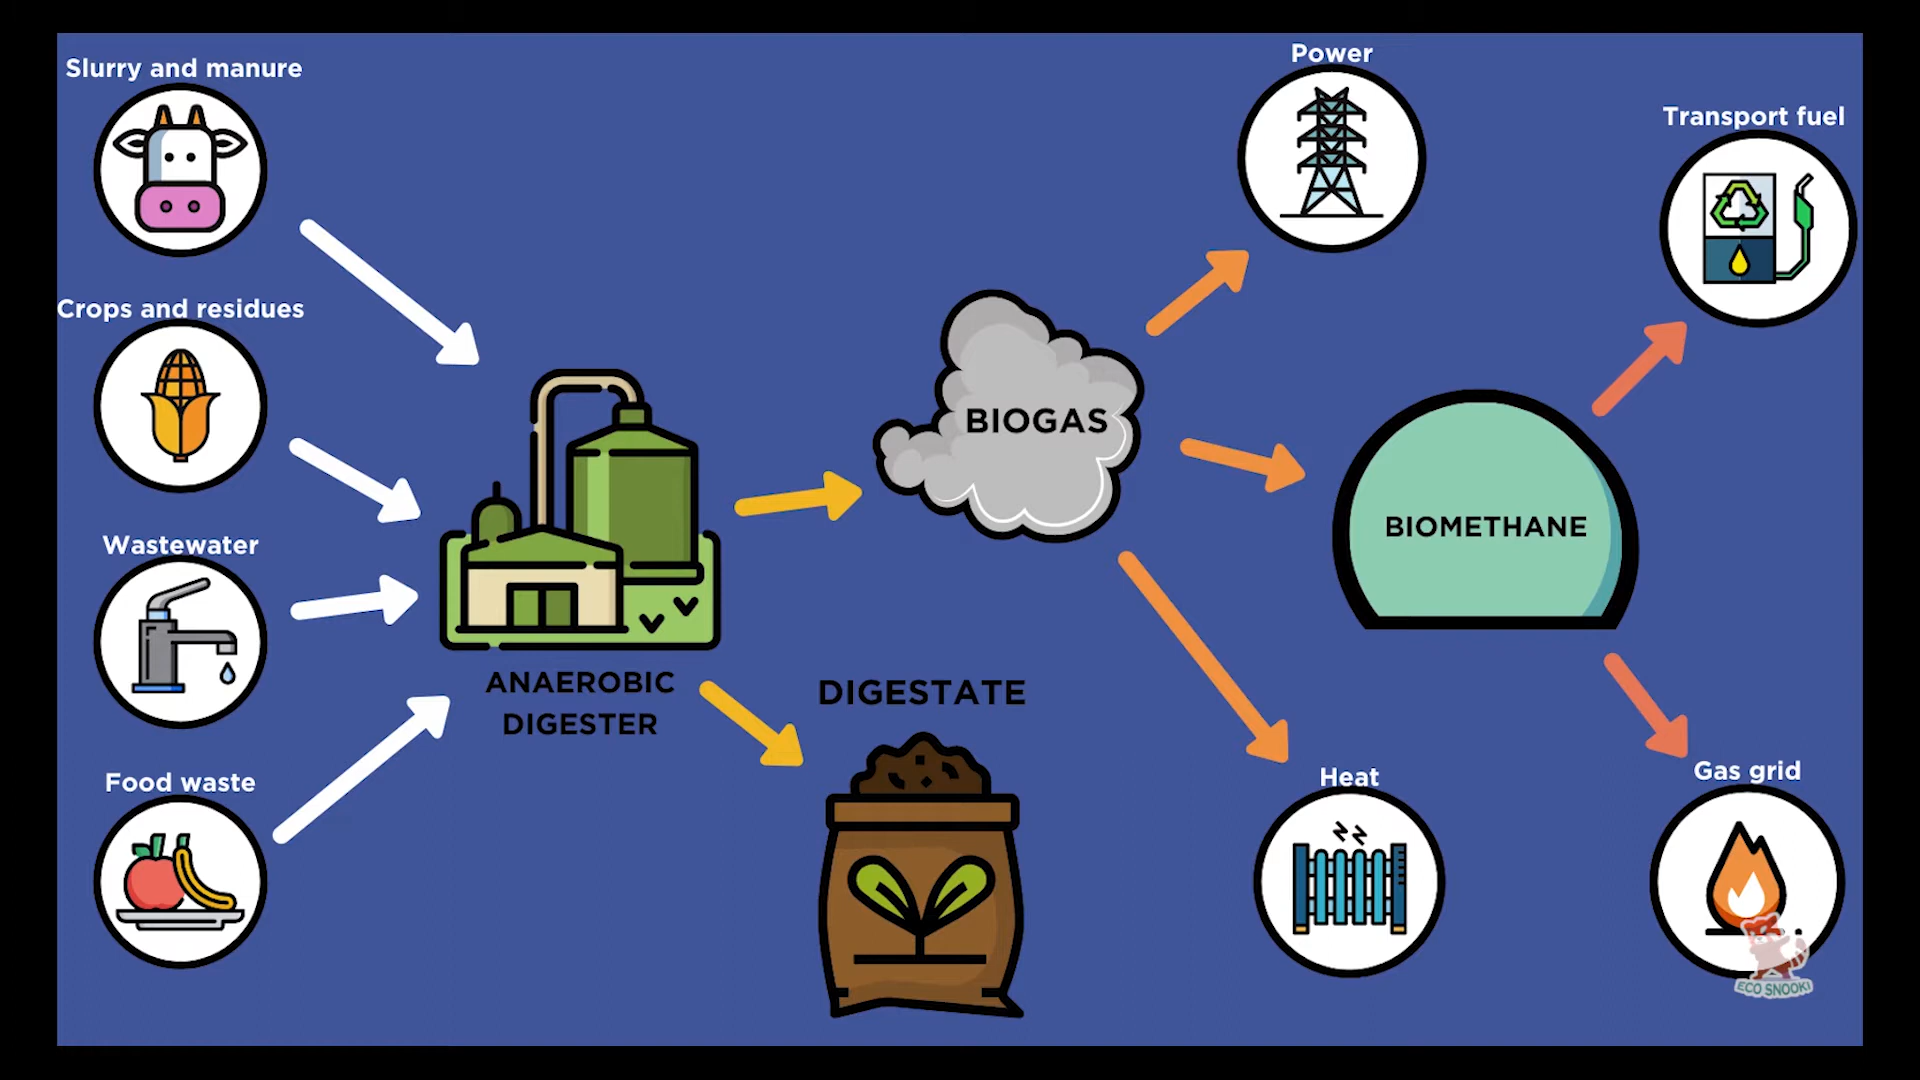 Slurry and manure
Crops and residues
Wastewater
Food waste
ANAEROBIC
DIGESTER
BIOGAS
DIGESTATE
Power
BIOMETHANE
Heat
Transport fuel
Gas grid
ECO SNOOKI